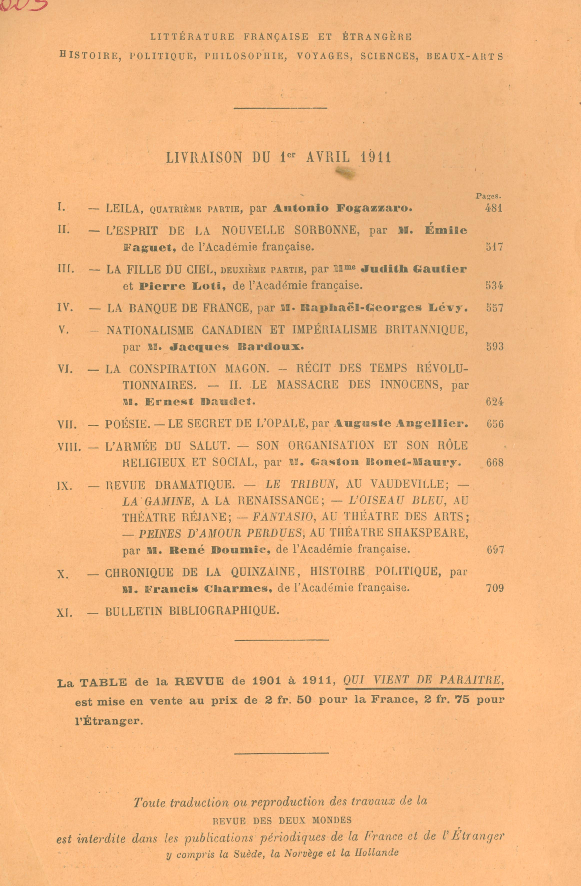 LITTÉRATURE FRANÇAISE ET ÉTRANGÈRE
HISTOIRE, POLITIQUE, PHILOSOPHIE, VOYAGES, SCIENCES, BEAUX-ARTS
LIVRAISON DU 1er AVRIL 1911
Pages.
I. — LEILA, QUATRIÈME PARTIE, par Antonio Fogazzaro. 481
II. — L'ESPRIT DE LA NOUVELLE SORBONNE, par M. Émile
Faguet, de l'Académie française. 517
III. — LA FILLE DU CIEL, DEUXIÈME PARTIE, par Mme Judith Gautier
et Pierre Loti, de l'Académie française. 534
IV. — LA BANQUE DE FRANCE, par M. Raphaël-Georges Lévy. 557
V. — NATIONALISME CANADIEN ET IMPÉRIALISME BRITANNIQUE,
par M. Jacques Bardoux. 593
VI. — LA CONSPIRATION MAGON. — RÉCIT DES TEMPS RÉVOLU-
TIONNAIRES. — II. LE MASSACRE DES INNOCENS, par
M. Ernest Daudet. 624
VII. — POÉSIE. — LE SECRET DE L'OPALE, par Auguste Angellier. 656
VIII. — L'ARMÉE DU SALUT. — SON ORGANISATION ET SON RÔLE
RELIGIEUX ET SOCIAL, par M. Gaston Bonet-Maury. 668
IX. — REVUE DRAMATIQUE. — LE TRIBUN, AU VAUDEVILLE; —
LA GAMINE, A LA RENAISSANCE; — L'OISEAU BLEU, AU
THÉATRE RÉJANE; — FANTASIO, AU THÉATRE DES ARTS;
— PEINES D'AMOUR PERDUES, AU THÉATRE SHAKSPEARE,
par M. René Doumic, de l'Académie française. 697
X. — CHRONIQUE DE LA QUINZAINE, HISTOIRE POLITIQUE, par
M. Francis Charmes, de l'Académie française. 709
XI. — BULLETIN BIBLIOGRAPHIQUE.
La TABLE de la REVUE de 1901 à 1911, QUI VIENT DE PARAITRE,
est mise en vente au prix de 2 fr. 50 pour la France, 2 fr. 75 pour
l'Étranger.
Toute traduction ou reproduction des travaux de la
REVUE DES DEUX MONDES
est interdite dans les publications périodiques de la France et de l'Étranger
y compris la Suède, la Norvège et la Hollande